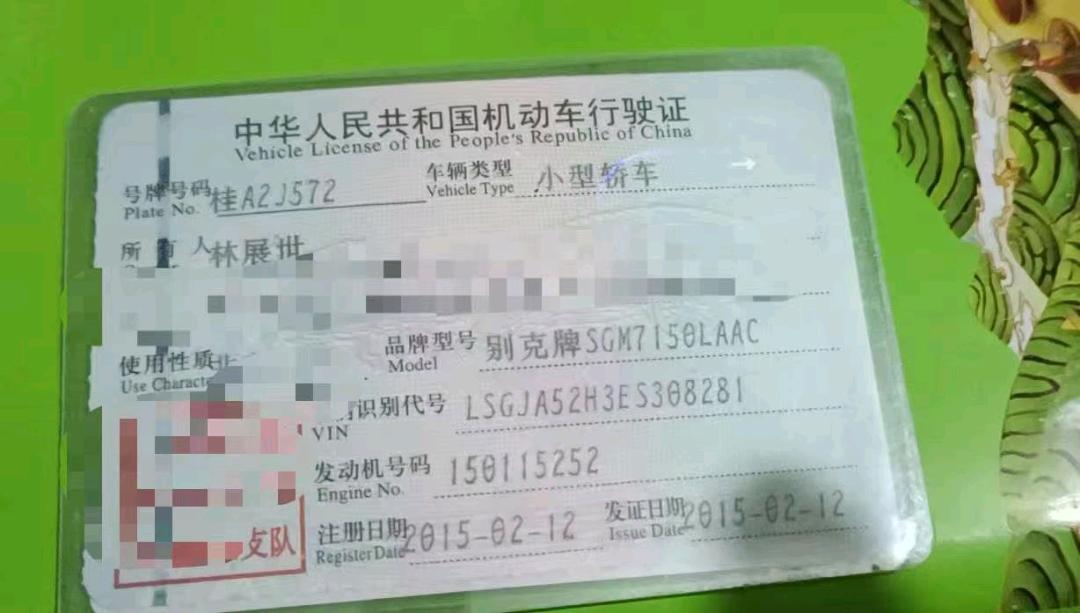 中华人民共和国机动车行驶证
Vehicle License of the People's Republic of China
号牌号码 桂A2J572 车辆类型 小型轿车
Plate No. Vehicle Type
所有人 林展
使用性质 品牌型号 别克牌SGM7150LAAC
Use Characte Model
识别代号 LSGJA52H3ES308281
VIN
发动机号码 150115252
Engine No.
注册日期 2015-02-12 发证日期 2015-02-12
Register Date Issue Date
支队